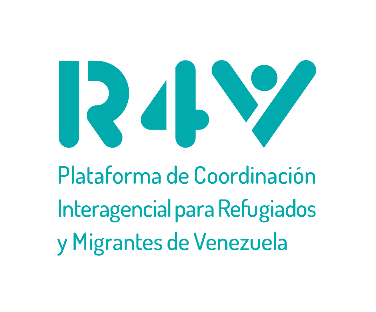 R4V
Plataforma de Coordinación
Interagencial para Refugiados
y Migrantes de Venezuela